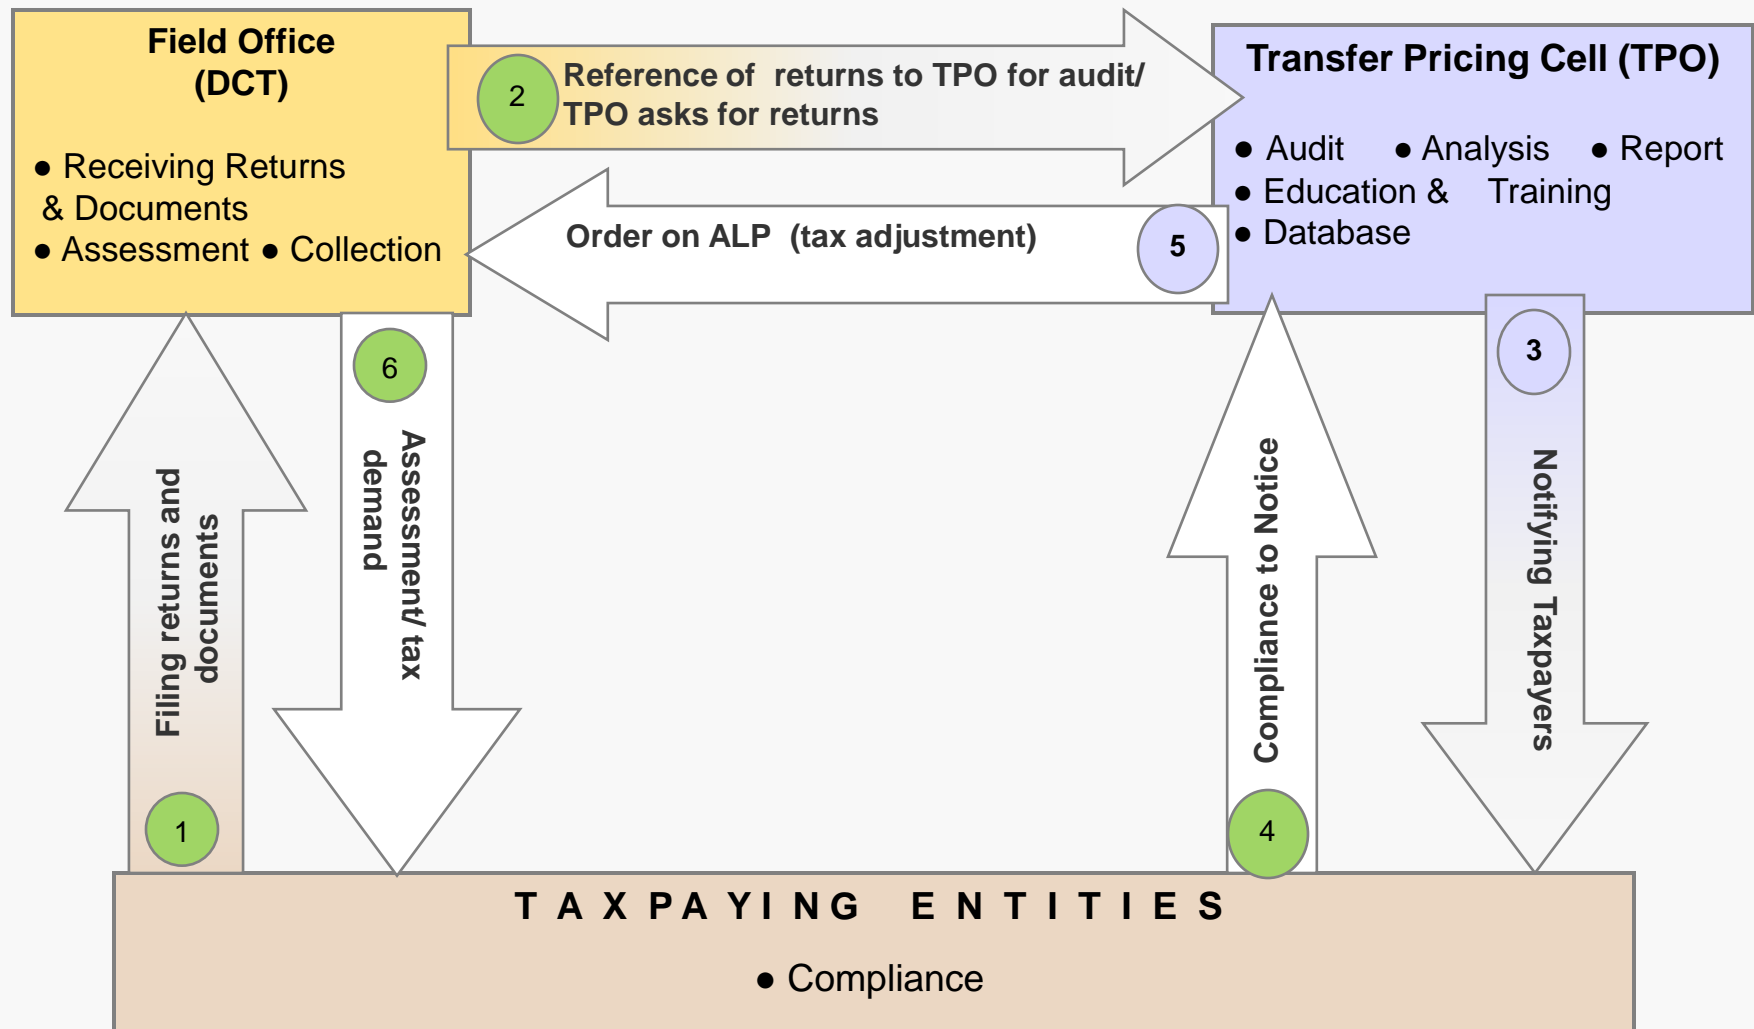 Field Office
(DCT)
● Receiving Returns
& Documents
● Assessment ● Collection
2
Reference of returns to TPO for audit/
TPO asks for returns
Transfer Pricing Cell (TPO)
● Audit ● Analysis ● Report
● Education & Training
● Database
Order on ALP (tax adjustment)
5
6
Assessment/ tax
demand
3
Notifying Taxpayers
Filing returns and
documents
1
Compliance to Notice
4
TAXPAYING ENTITIES
● Compliance